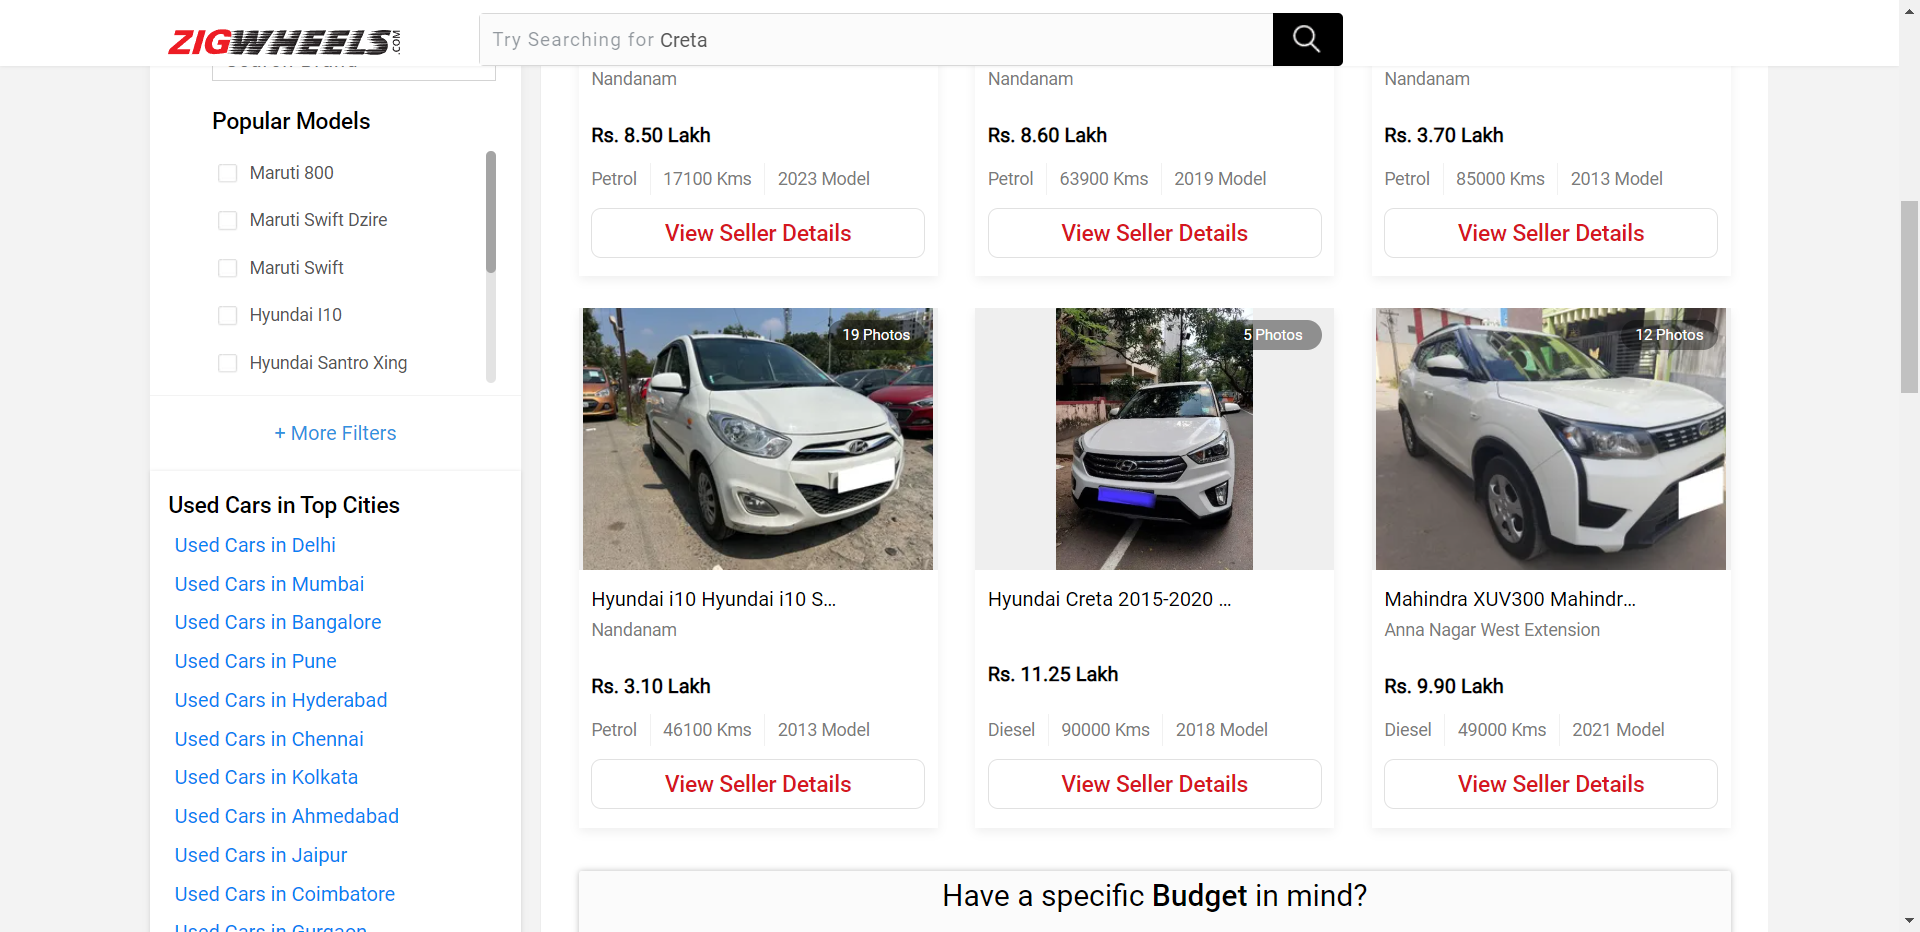 ZIGWHEELS.COM
Try Searching for Creta
Popular Models
Maruti 800
Maruti Swift Dzire
Maruti Swift
Hyundai I10
Hyundai Santro Xing
+ More Filters
Used Cars in Top Cities
Used Cars in Delhi
Used Cars in Mumbai
Used Cars in Bangalore
Used Cars in Pune
Used Cars in Hyderabad
Used Cars in Chennai
Used Cars in Kolkata
Used Cars in Ahmedabad
Used Cars in Jaipur
Used Cars in Coimbatore
Used Cars in Gurgaon
Nandanam
Rs. 8.50 Lakh
Petrol 17100 Kms 2023 Model
View Seller Details
Nandanam
Rs. 8.60 Lakh
Petrol 63900 Kms 2019 Model
View Seller Details
Nandanam
Rs. 3.70 Lakh
Petrol 85000 Kms 2013 Model
View Seller Details
19 Photos
Hyundai i10 Hyundai i10 S...
Nandanam
Rs. 3.10 Lakh
Petrol 46100 Kms 2013 Model
View Seller Details
5 Photos
Hyundai Creta 2015-2020 ...
Rs. 11.25 Lakh
Diesel 90000 Kms 2018 Model
View Seller Details
12 Photos
Mahindra XUV300 Mahindr...
Anna Nagar West Extension
Rs. 9.90 Lakh
Diesel 49000 Kms 2021 Model
View Seller Details
Have a specific Budget in mind?